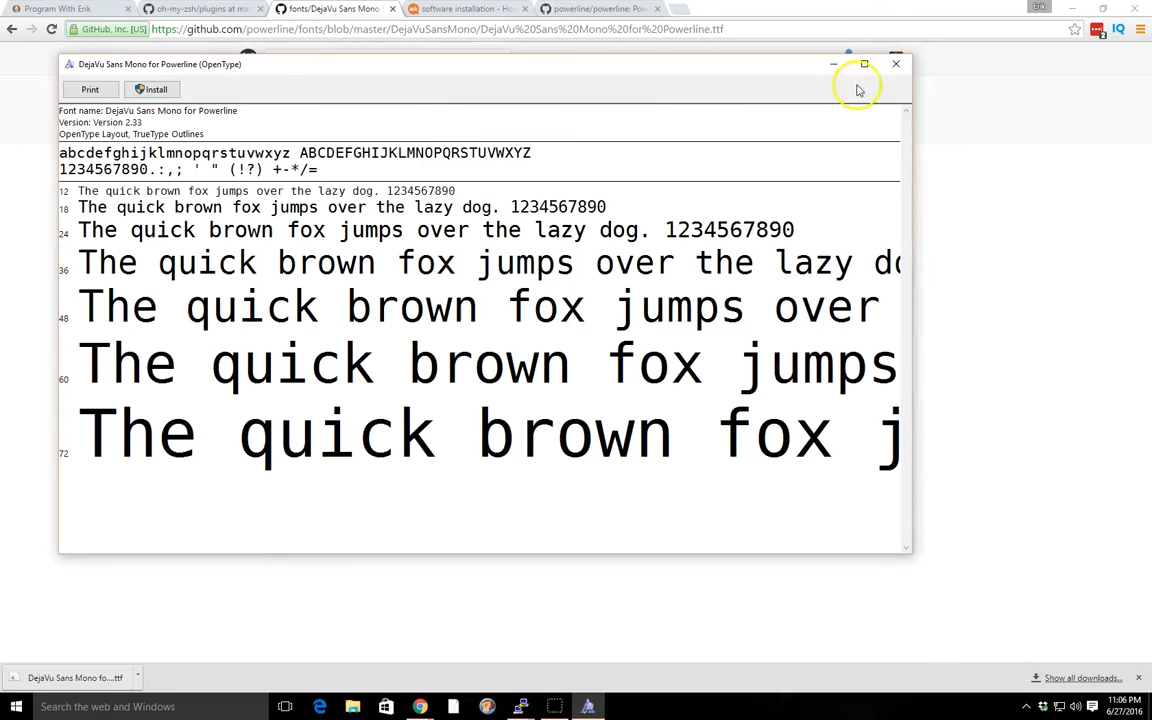 Program With Erik
oh-my-zsh/plugins at ma
fonts/DejaVu Sans Mono
software installation - Ho
powerline/powerline: Po
Erik
GitHub, Inc. [US]
https://github.com/powerline/fonts/blob/master/DejaVuSansMono/DejaVu%20Sans%20Mono%20for%20Powerline.ttf
2
IQ
DejaVu Sans Mono for Powerline (OpenType)
Print
Install
Font name: DejaVu Sans Mono for Powerline
Version: Version 2.33
OpenType Layout, TrueType Outlines
abcdefghijklmnopqrstuvwxyz ABCDEFGHIJKLMNOPQRSTUVWXYZ
1234567890.:,; ' " (!?) +-*/=
12 The quick brown fox jumps over the lazy dog. 1234567890
18 The quick brown fox jumps over the lazy dog. 1234567890
24 The quick brown fox jumps over the lazy dog. 1234567890
36 The quick brown fox jumps over the lazy do
48 The quick brown fox jumps over
60 The quick brown fox jumps
72 The quick brown fox j
DejaVu Sans Mono fo....ttf
Show all downloads...
Search the web and Windows
11:06 PM
6/27/2016